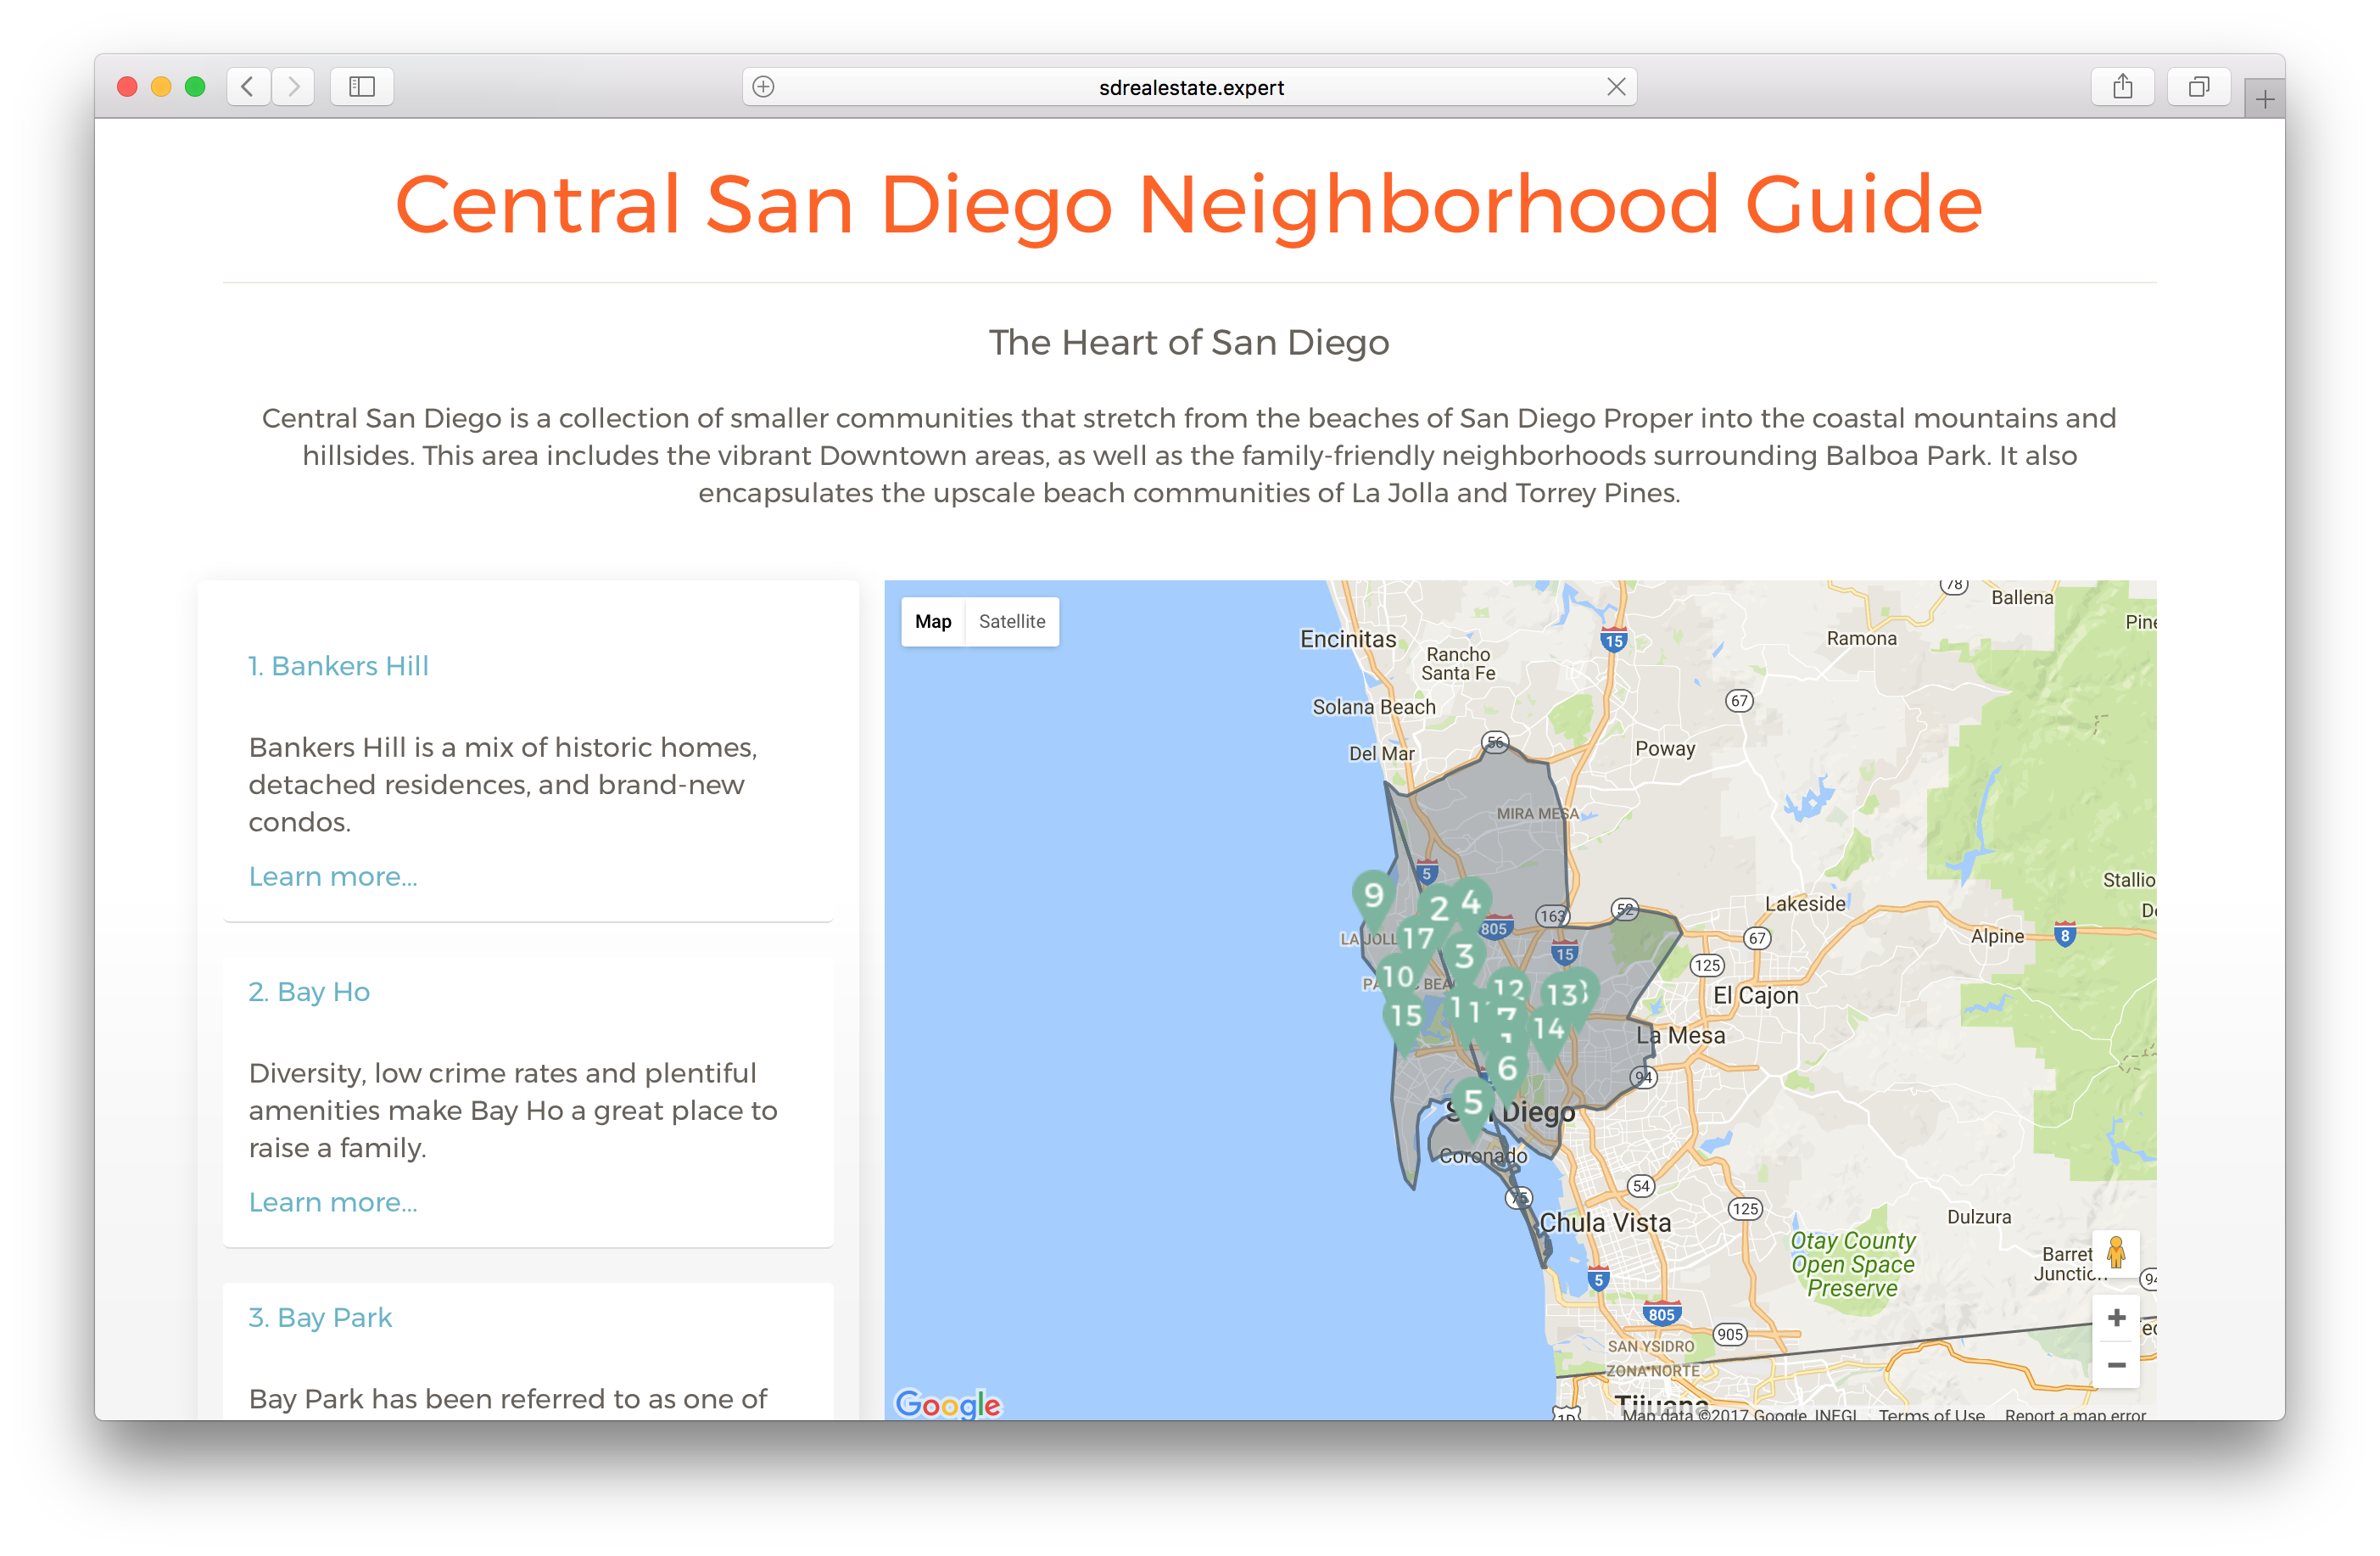 sdrealestate.expert
Central San Diego Neighborhood Guide
The Heart of San Diego
Central San Diego is a collection of smaller communities that stretch from the beaches of San Diego Proper into the coastal mountains and
hillsides. This area includes the vibrant Downtown areas, as well as the family-friendly neighborhoods surrounding Balboa Park. It also
encapsulates the upscale beach communities of La Jolla and Torrey Pines.
1. Bankers Hill
Bankers Hill is a mix of historic homes,
detached residences, and brand-new
condos.
Learn more...
2. Bay Ho
Diversity, low crime rates and plentiful
amenities make Bay Ho a great place to
raise a family.
Learn more...
3. Bay Park
Bay Park has been referred to as one of
Map
Satellite
78
Ballena
Encinitas
15
Ramona
Rancho
Santa Fe
67
Solana Beach
56
Del Mar
Poway
MIRA MESA
5
9
2
4
Lakeside
163
52
805
17
67
Alpine
8
3
15
125
10
12
13
El Cajon
15
7
14
La Mesa
1
6
94
5
Diego
Coronado
54
75
125
Chula Vista
Dulzura
Otay County
Open Space
Preserve
5
805
905
SAN YSIDRO
ZONA NORTE
Tijuana
Google
Map data ©2017 Google, INEGI
Terms of Use
Report a map error